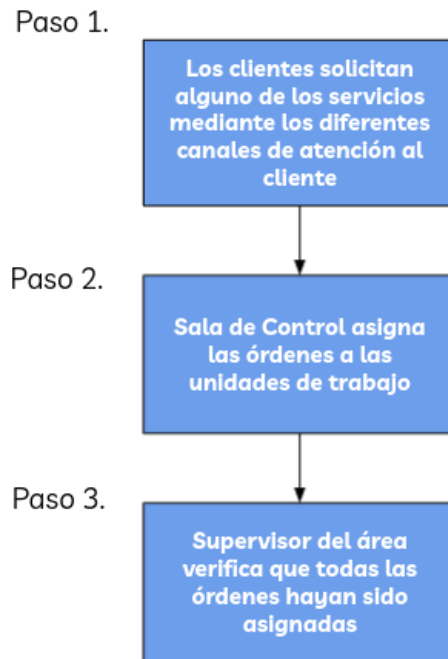 Paso 1.
Los clientes solicitan
alguno de los servicios
mediante los diferentes
canales de atención al
cliente
Paso 2.
Sala de Control asigna
las órdenes a las
unidades de trabajo
Paso 3.
Supervisor del área
verifica que todas las
órdenes hayan sido
asignadas